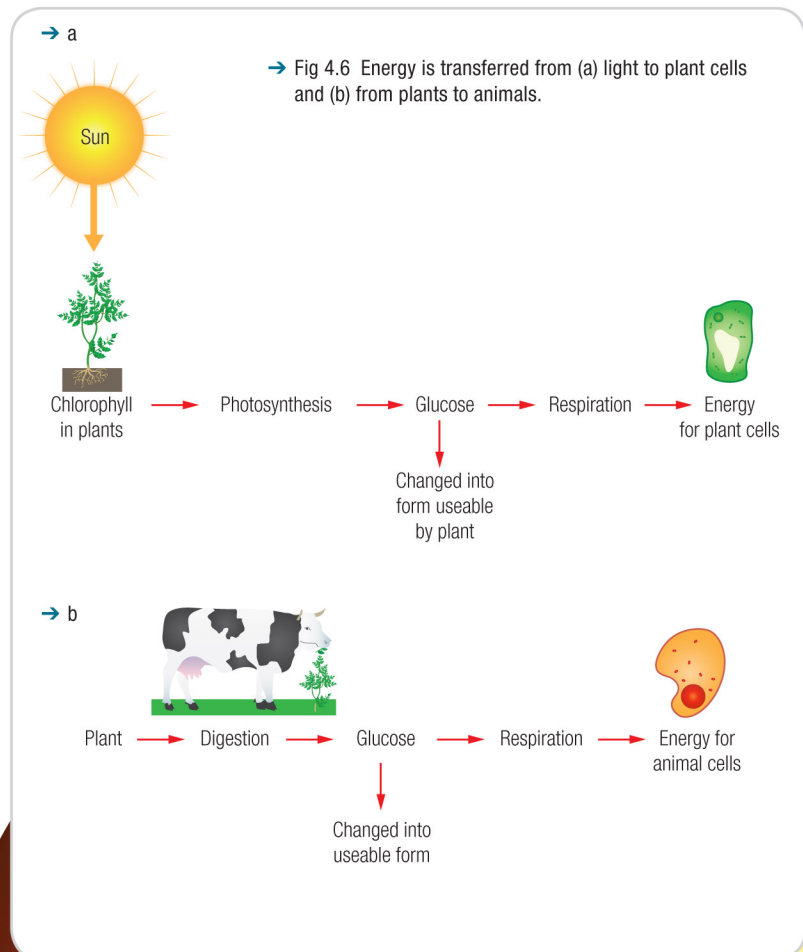 → a
→ Fig 4.6 Energy is transferred from (a) light to plant cells
and (b) from plants to animals.
Sun
Chlorophyll
in plants
Photosynthesis
Glucose
Respiration
Energy
for plant cells
Changed into
form useable
by plant
→ b
Plant
Digestion
Glucose
Respiration
Energy for
animal cells
Changed into
useable form